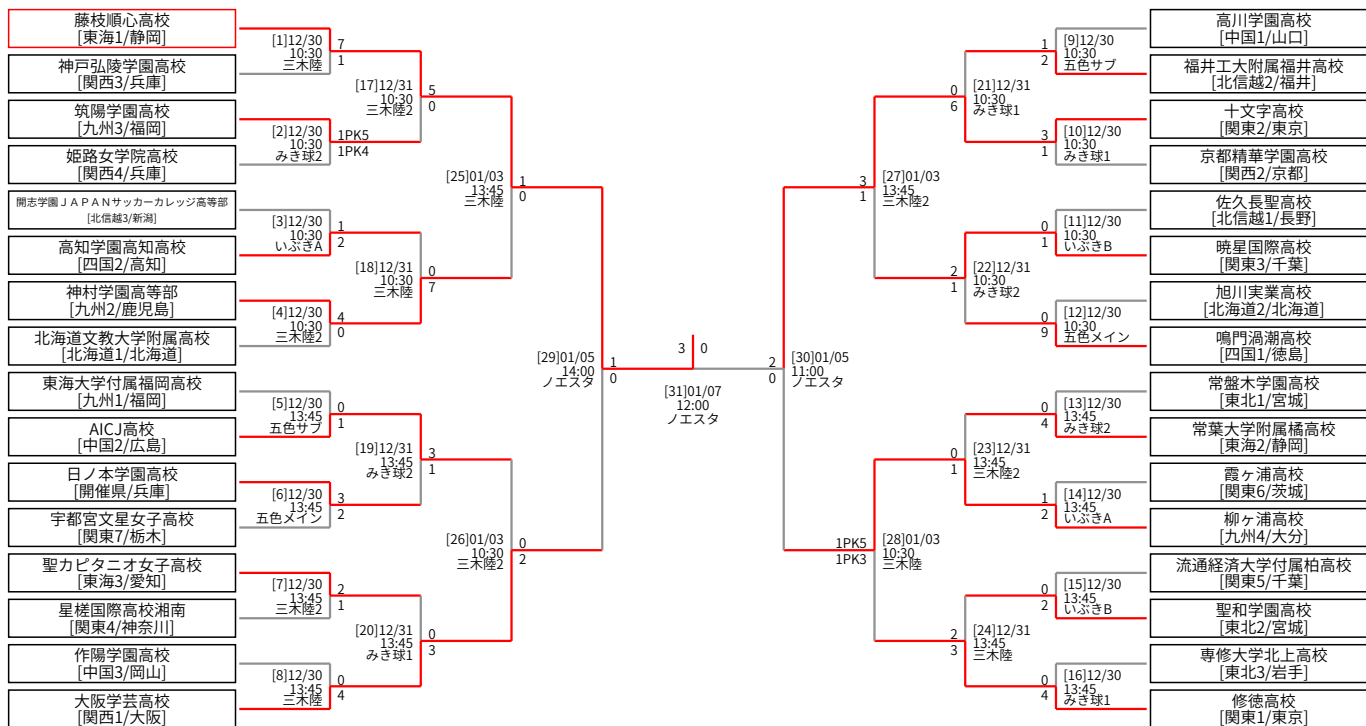 藤枝順心高校
[東海1/静岡]
神戸弘陵学園高校
[関西3/兵庫]
筑陽学園高校
[九州3/福岡]
姫路女学院高校
[関西4/兵庫]
開志学園ＪＡＰＡＮサッカーカレッジ高等部
[北信越3/新潟]
高知学園高知高校
[四国2/高知]
神村学園高等部
[九州2/鹿児島]
北海道文教大学附属高校
[北海道1/北海道]
東海大学付属福岡高校
[九州1/福岡]
AICJ高校
[中国2/広島]
日ノ本学園高校
[開催県/兵庫]
宇都宮文星女子高校
[関東7/栃木]
聖カピタニオ女子高校
[東海3/愛知]
星槎国際高校湘南
[関東4/神奈川]
作陽学園高校
[中国3/岡山]
大阪学芸高校
[関西1/大阪]
[1]12/30
10:30
三木陸
7
1
[2]12/30
10:30
みき球2
1PK5
1PK4
[3]12/30
10:30
いぶきA
1
2
[4]12/30
10:30
三木陸2
4
0
[5]12/30
13:45
五色サブ
0
1
[6]12/30
13:45
五色メイン
3
2
[7]12/30
13:45
三木陸2
2
1
[8]12/30
13:45
三木陸
0
4
[17]12/31
10:30
三木陸2
5
0
[18]12/31
10:30
三木陸
0
7
[19]12/31
13:45
みき球2
3
1
[20]12/31
13:45
みき球1
0
3
[25]01/03
13:45
三木陸
1
0
[26]01/03
10:30
三木陸2
0
2
[29]01/05
14:00
ノエスタ
1
0
3
0
[31]01/07
12:00
ノエスタ
2
0
[30]01/05
11:00
ノエスタ
3
1
[27]01/03
13:45
三木陸2
1PK5
1PK3
[28]01/03
10:30
三木陸
0
6
[21]12/31
10:30
みき球1
2
1
[22]12/31
10:30
みき球2
0
1
[23]12/31
13:45
三木陸2
2
3
[24]12/31
13:45
三木陸
1
2
[9]12/30
10:30
五色サブ
3
1
[10]12/30
10:30
みき球1
0
1
[11]12/30
10:30
いぶきB
0
9
[12]12/30
10:30
五色メイン
0
4
[13]12/30
13:45
みき球2
1
2
[14]12/30
13:45
いぶきA
0
2
[15]12/30
13:45
いぶきB
0
4
[16]12/30
13:45
みき球1
高川学園高校
[中国1/山口]
福井工大附属福井高校
[北信越2/福井]
十文字高校
[関東2/東京]
京都精華学園高校
[関西2/京都]
佐久長聖高校
[北信越1/長野]
暁星国際高校
[関東3/千葉]
旭川実業高校
[北海道2/北海道]
鳴門渦潮高校
[四国1/徳島]
常盤木学園高校
[東北1/宮城]
常葉大学附属橘高校
[東海2/静岡]
霞ヶ浦高校
[関東6/茨城]
柳ヶ浦高校
[九州4/大分]
流通経済大学付属柏高校
[関東5/千葉]
聖和学園高校
[東北2/宮城]
専修大学北上高校
[東北3/岩手]
修徳高校
[関東1/東京]